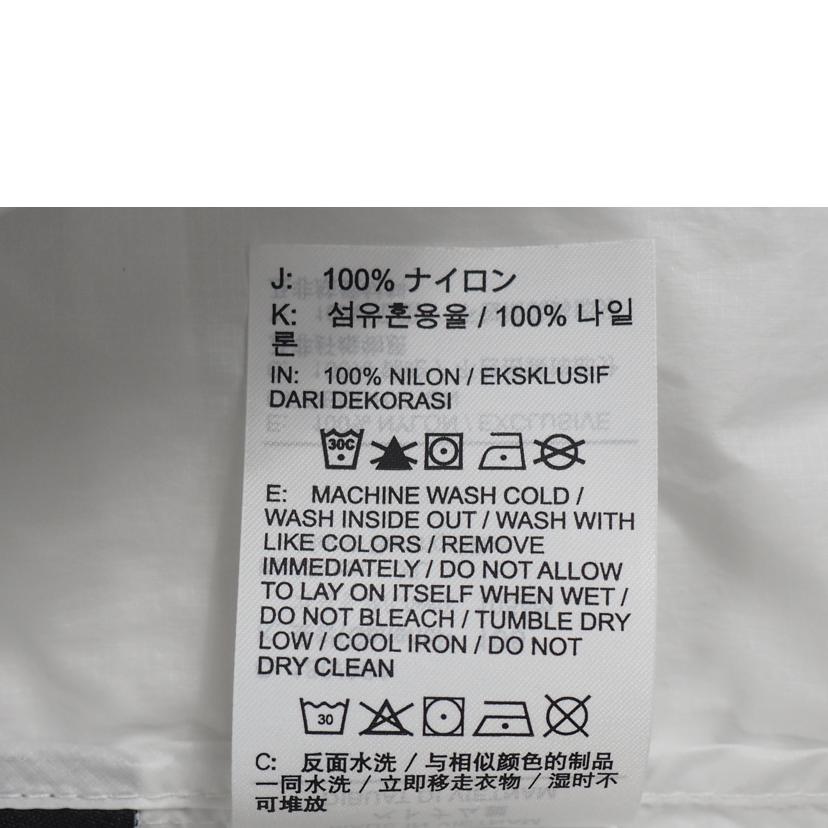 J: 100% ナイロン
K: 섬유혼용율 / 100% 나일
론
IN: 100% NILON / EKSKLUSIF
DARI DEKORASI
30C
E: MACHINE WASH COLD /
WASH INSIDE OUT / WASH WITH
LIKE COLORS / REMOVE
IMMEDIATELY / DO NOT ALLOW
TO LAY ON ITSELF WHEN WET /
DO NOT BLEACH / TUMBLE DRY
LOW / COOL IRON / DO NOT
DRY CLEAN
30
C: 反面水洗 / 与相似颜色的制品
一同水洗 / 立即移走衣物 / 湿时不
可堆放